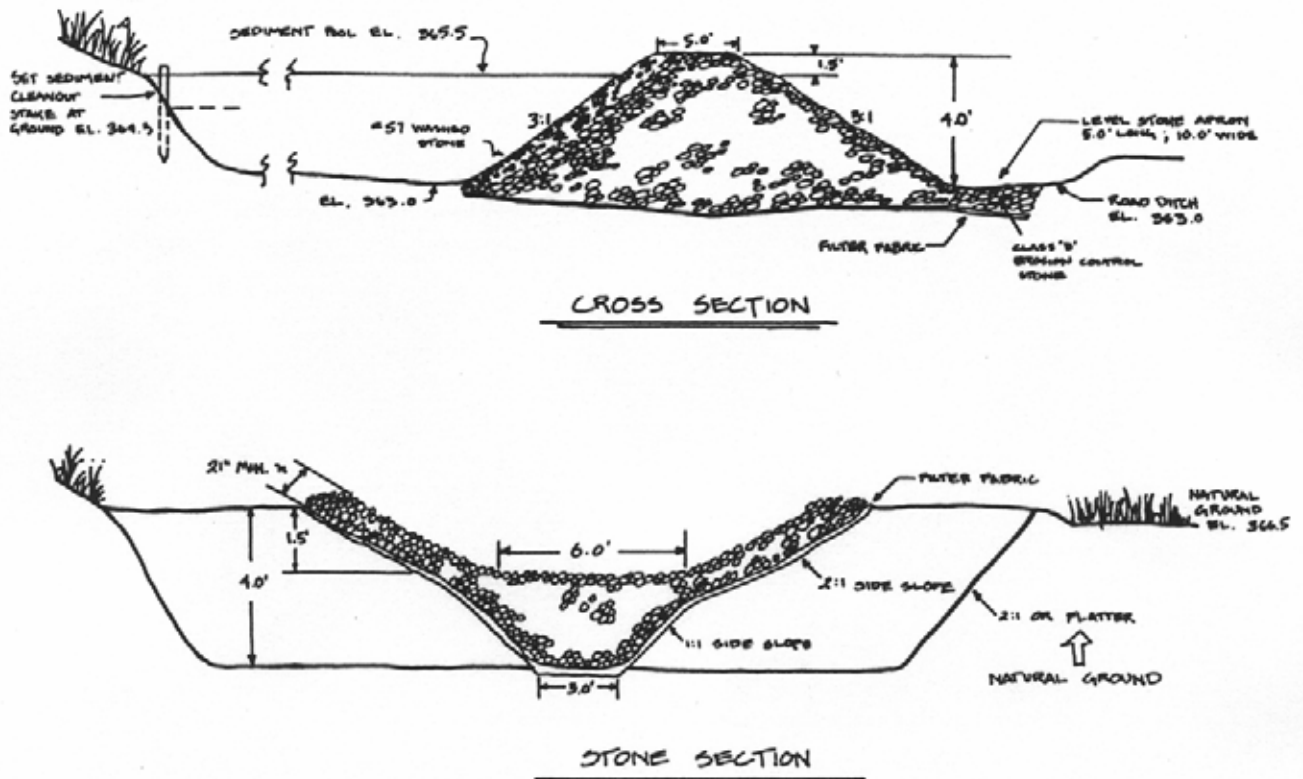 SEDIMENT POOL EL. 365.5
5.0'
1.5'
SET SEDIMENT
CLEANOUT
STAKE AT
GROUND EL. 364.5
#57 WASHED
STONE
3:1
3:1
4.0'
LEVEL STONE APRON
5.0' LONG; 10.0' WIDE
EL. 363.0
ROAD DITCH
EL. 363.0
FILTER FABRIC
CLASS 'B'
EROSION CONTROL
STONE
CROSS SECTION
21" MIN.
FILTER FABRIC
NATURAL
GROUND
EL. 366.5
1.5'
6.0'
4.0'
2:1 SIDE SLOPE
1:1 SIDE SLOPE
2:1 OR FLATTER
3.0'
NATURAL GROUND
STONE SECTION